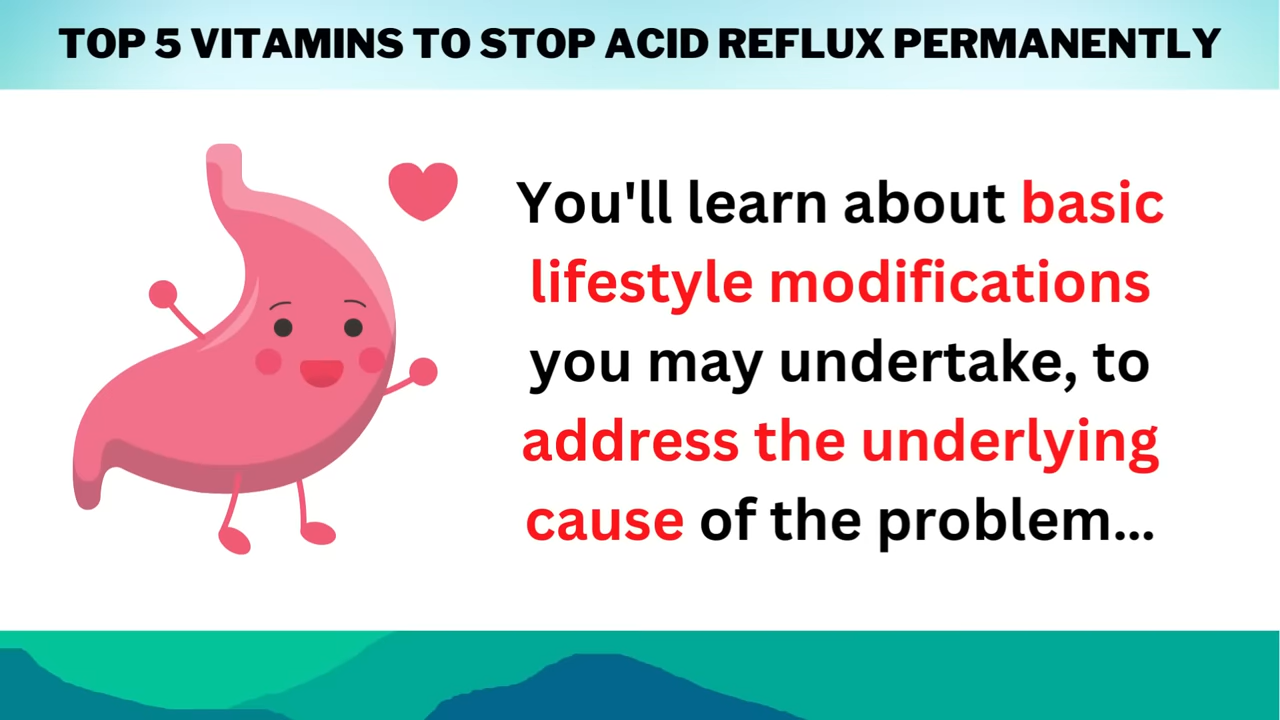 TOP 5 VITAMINS TO STOP ACID REFLUX PERMANENTLY
You'll learn about basic
lifestyle modifications
you may undertake, to
address the underlying
cause of the problem...